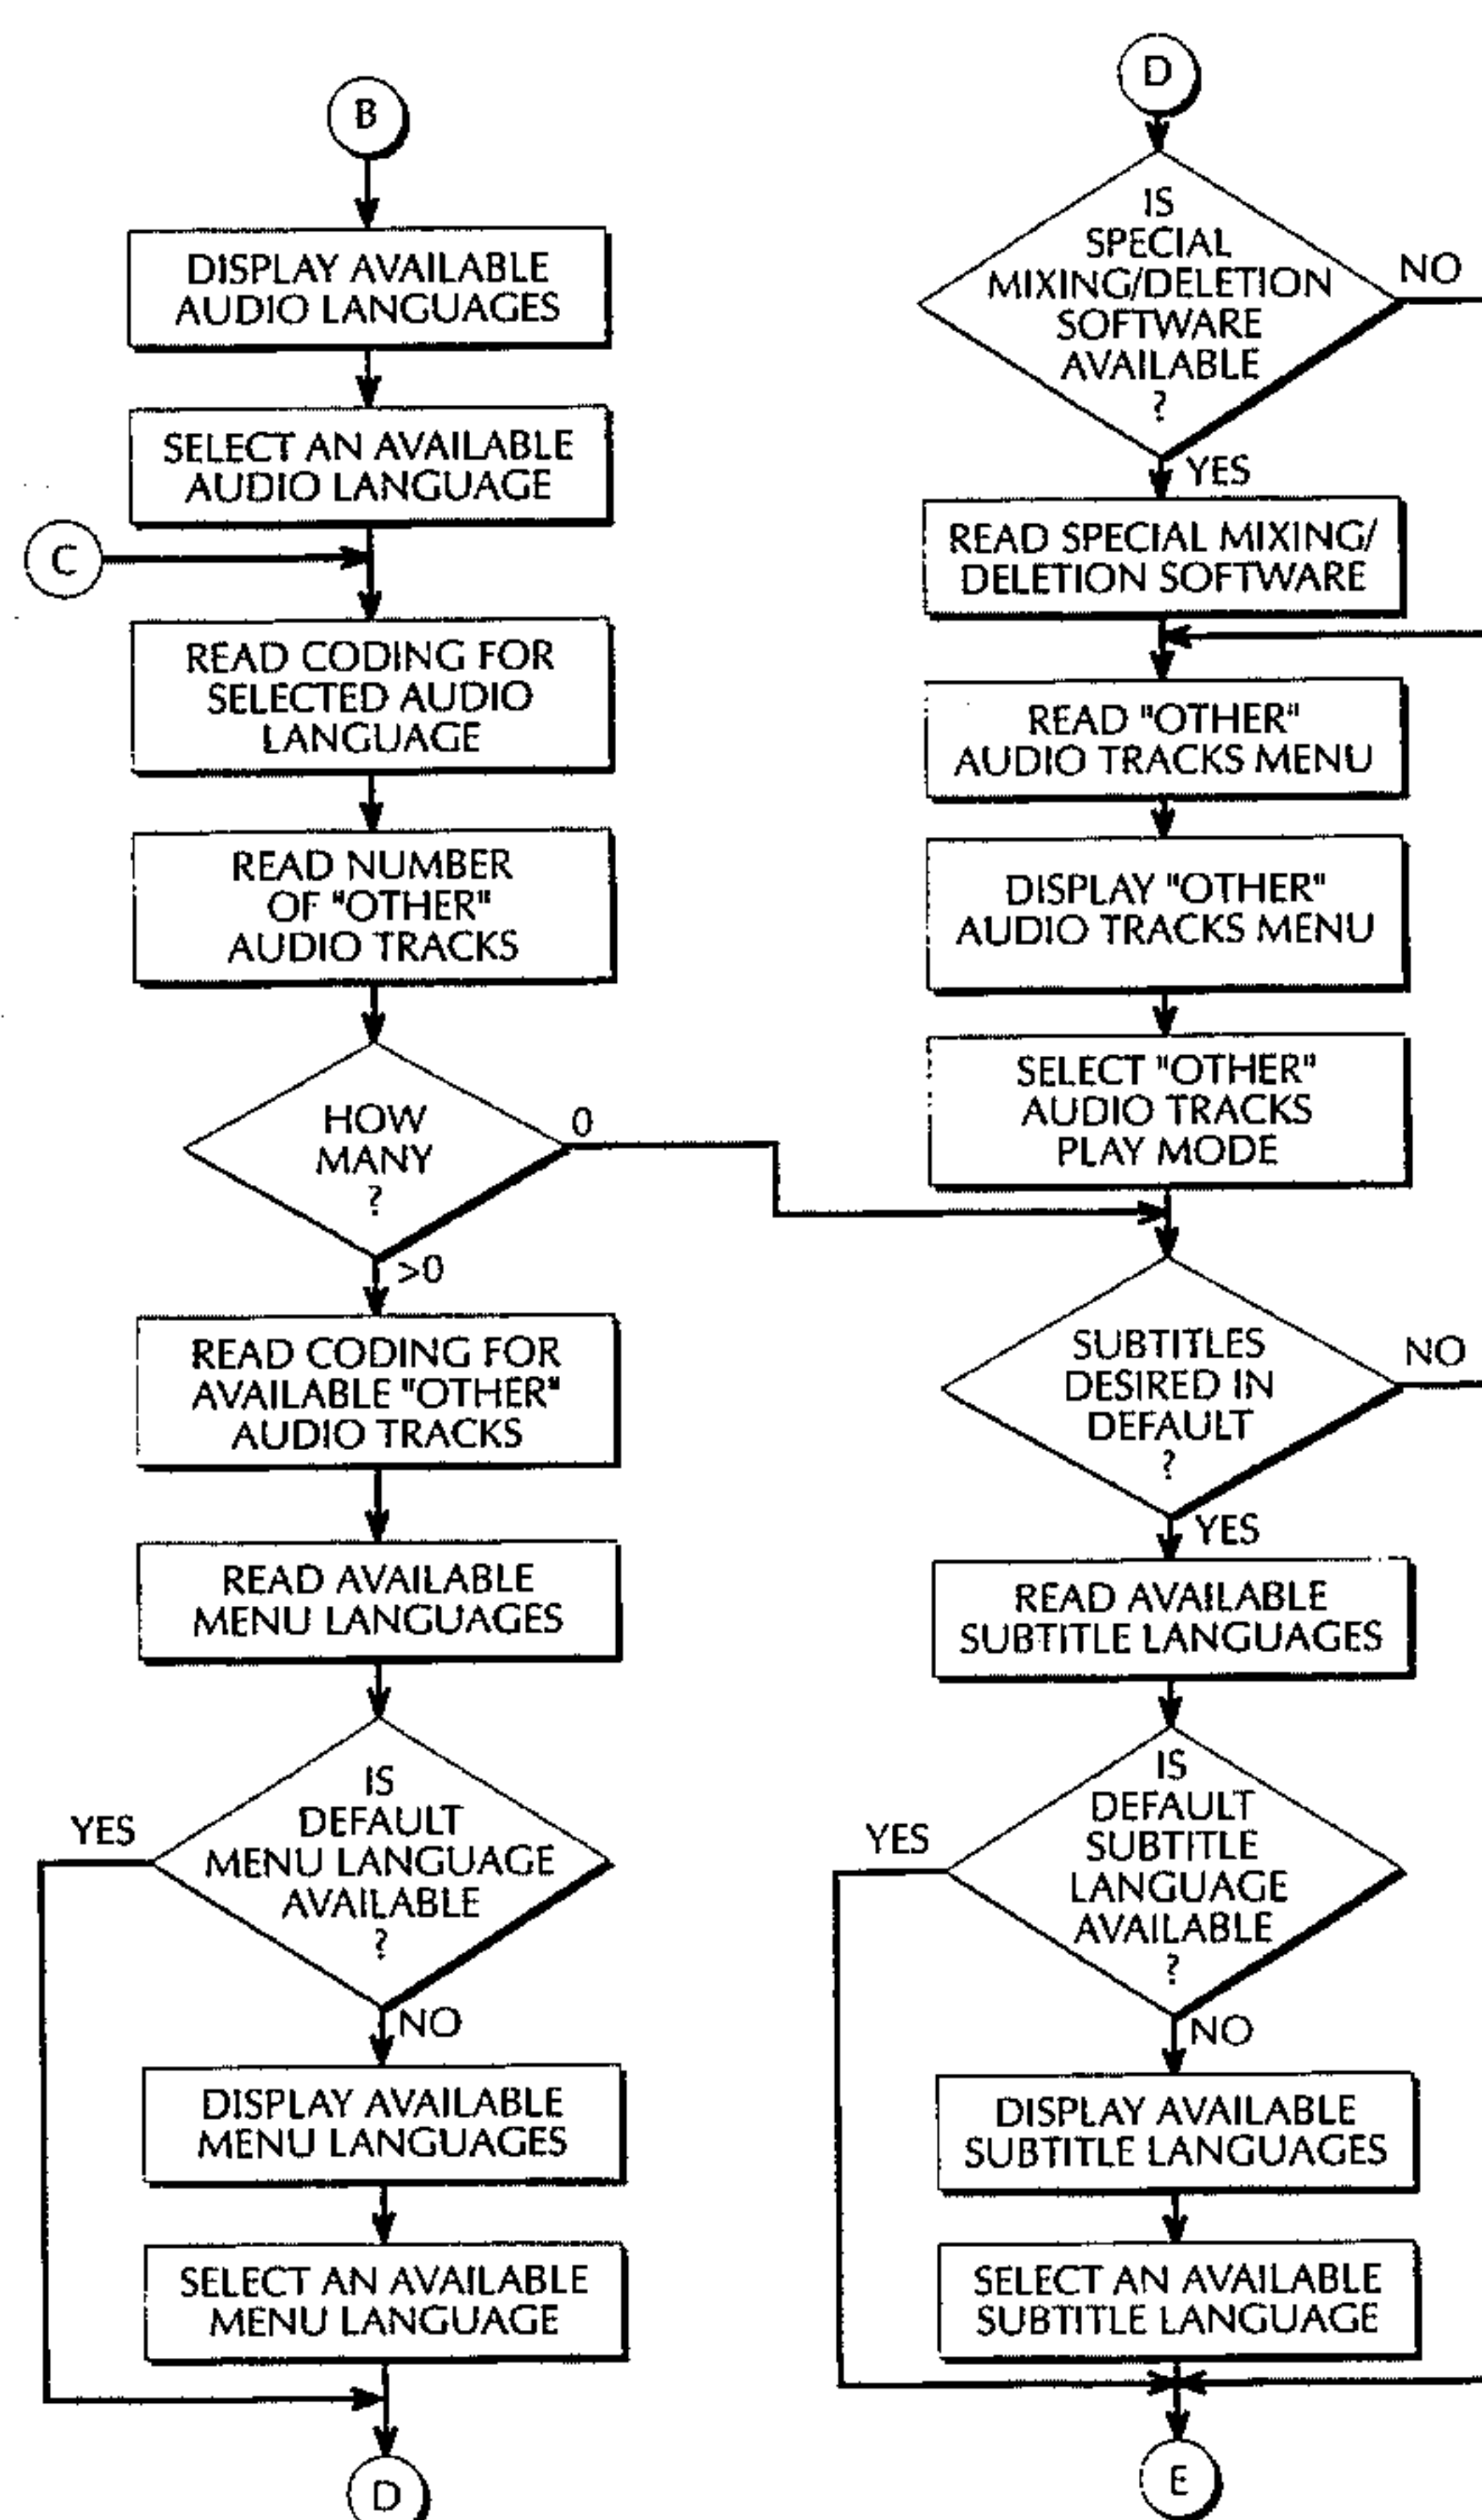 B
DISPLAY AVAILABLE
AUDIO LANGUAGES
SELECT AN AVAILABLE
AUDIO LANGUAGE
C
READ CODING FOR
SELECTED AUDIO
LANGUAGE
READ NUMBER
OF "OTHER"
AUDIO TRACKS
HOW
MANY
?
0
>0
READ CODING FOR
AVAILABLE "OTHER"
AUDIO TRACKS
READ AVAILABLE
MENU LANGUAGES
IS
DEFAULT
MENU LANGUAGE
AVAILABLE
?
YES
NO
DISPLAY AVAILABLE
MENU LANGUAGES
SELECT AN AVAILABLE
MENU LANGUAGE
D
D
IS
SPECIAL
MIXING/DELETION
SOFTWARE
AVAILABLE
?
NO
YES
READ SPECIAL MIXING/
DELETION SOFTWARE
READ "OTHER"
AUDIO TRACKS MENU
DISPLAY "OTHER"
AUDIO TRACKS MENU
SELECT "OTHER"
AUDIO TRACKS
PLAY MODE
SUBTITLES
DESIRED IN
DEFAULT
?
NO
YES
READ AVAILABLE
SUBTITLE LANGUAGES
IS
DEFAULT
SUBTITLE
LANGUAGE
AVAILABLE
?
YES
NO
DISPLAY AVAILABLE
SUBTITLE LANGUAGES
SELECT AN AVAILABLE
SUBTITLE LANGUAGE
E